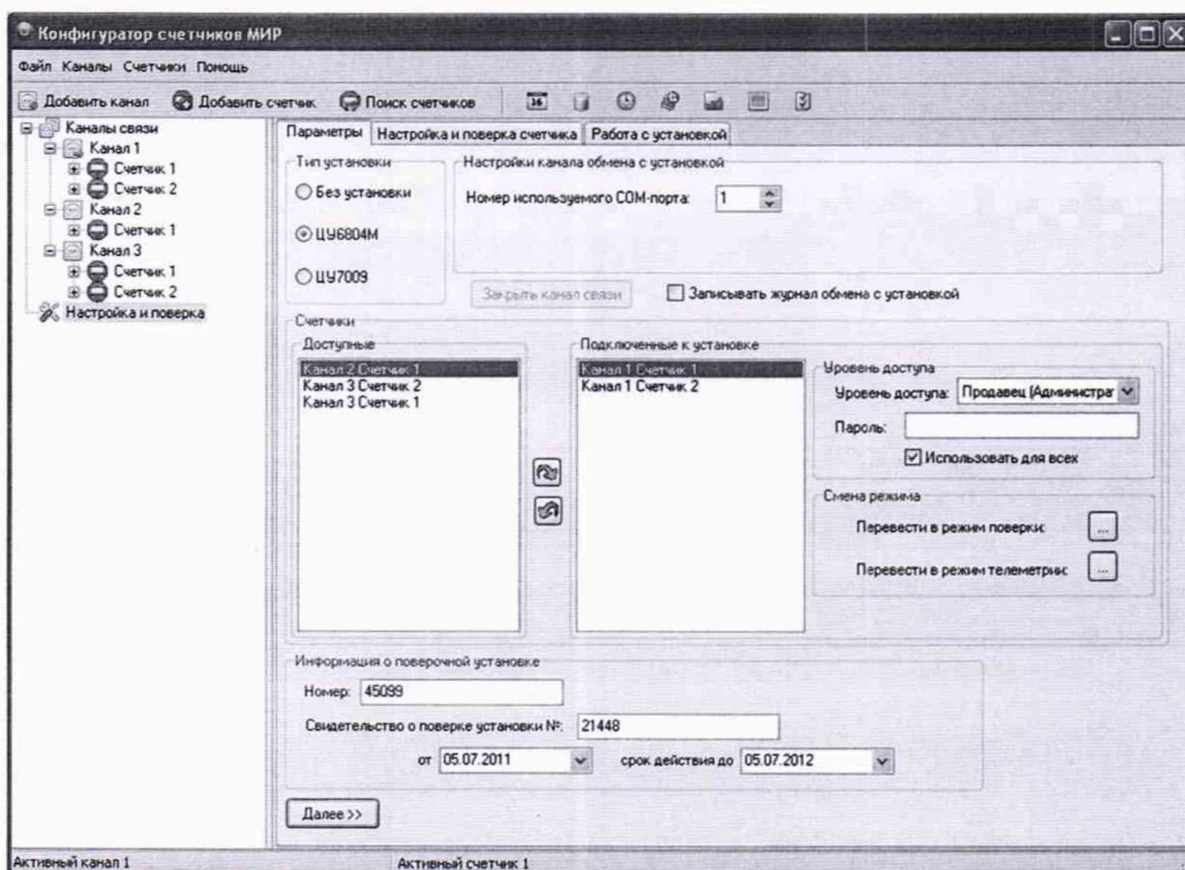 Конфигуратор счетчиков МИР
Файл Каналы Счетчики Помощь
Добавить канал Добавить счетчик Поиск счетчиков 16
Каналы связи
Канал 1
Счетчик 1
Счетчик 2
Канал 2
Счетчик 1
Канал 3
Счетчик 1
Счетчик 2
Настройка и поверка
Параметры Настройка и поверка счетчика Работа с установкой
Тип установки
Без установки
ЦУ6804М
ЦУ7009
Настройки канала обмена с установкой
Номер используемого COM-порта: 1
Закрыть канал связи Записывать журнал обмена с установкой
Счетчики
Доступные
Канал 2 Счетчик 1
Канал 3 Счетчик 2
Канал 3 Счетчик 1
Подключенные к установке
Канал 1 Счетчик 1
Канал 1 Счетчик 2
Уровень доступа
Уровень доступа: Продавец (Администрат
Пароль:
Использовать для всех
Смена режима
Перевести в режим поверки: ...
Перевести в режим телеметрии: ...
Информация о поверочной установке
Номер: 45099
Свидетельство о поверке установки №: 21448
от 05.07.2011 срок действия до 05.07.2012
Далее >>
Активный канал 1 Активный счетчик 1